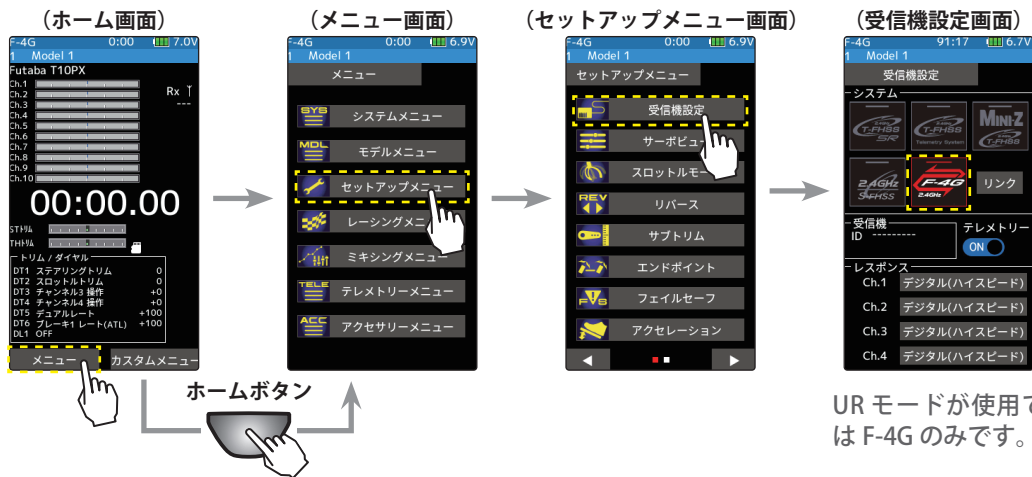 （ホーム画面）
F-4G 0:00 7.0V
1 Model 1
Futaba T10PX
Ch.1
Ch.2
Ch.3
Ch.4
Ch.5
Ch.6
Ch.7
Ch.8
Ch.9
Ch.10
Rx
---
00:00.00
STﾄﾘﾑ
THﾄﾘﾑ
トリム / ダイヤル
DT1 ステアリングトリム 0
DT2 スロットルトリム 0
DT3 チャンネル3 操作 +0
DT4 チャンネル4 操作 +0
DT5 デュアルレート +100
DT6 ブレーキ1 レート(ATL) +100
DL1 OFF
メニュー カスタムメニュー
ホームボタン
（メニュー画面）
F-4G 0:00 6.9V
1 Model 1
メニュー
SYS システムメニュー
MDL モデルメニュー
セットアップメニュー
レーシングメニ
ミキシングメニュー
TELE テレメトリーメニュー
ACC アクセサリーメニュー
（セットアップメニュー画面）
F-4G 0:00 6.9V
1 Model 1
セットアップメニュー
受信機設定
サーボビュー
スロットルモー
REV リバース
サブトリム
エンドポイント
F/S フェイルセーフ
アクセレーション
（受信機設定画面）
F-4G 91:17 6.7V
1 Model 1
受信機設定
システム
2.4GHz T-FHSS SR
2.4GHz T-FHSS Telemetry System
MINI-Z T-FHSS
2.4GHz S-FHSS
F-4G 2.4GHz
リンク
受信機
ID ---------
テレメトリー
ON
レスポンス
Ch.1 デジタル(ハイスピード)
Ch.2 デジタル(ハイスピード)
Ch.3 デジタル(ハイスピード)
Ch.4 デジタル(ハイスピード)
UR モードが使用で
は F-4G のみです。